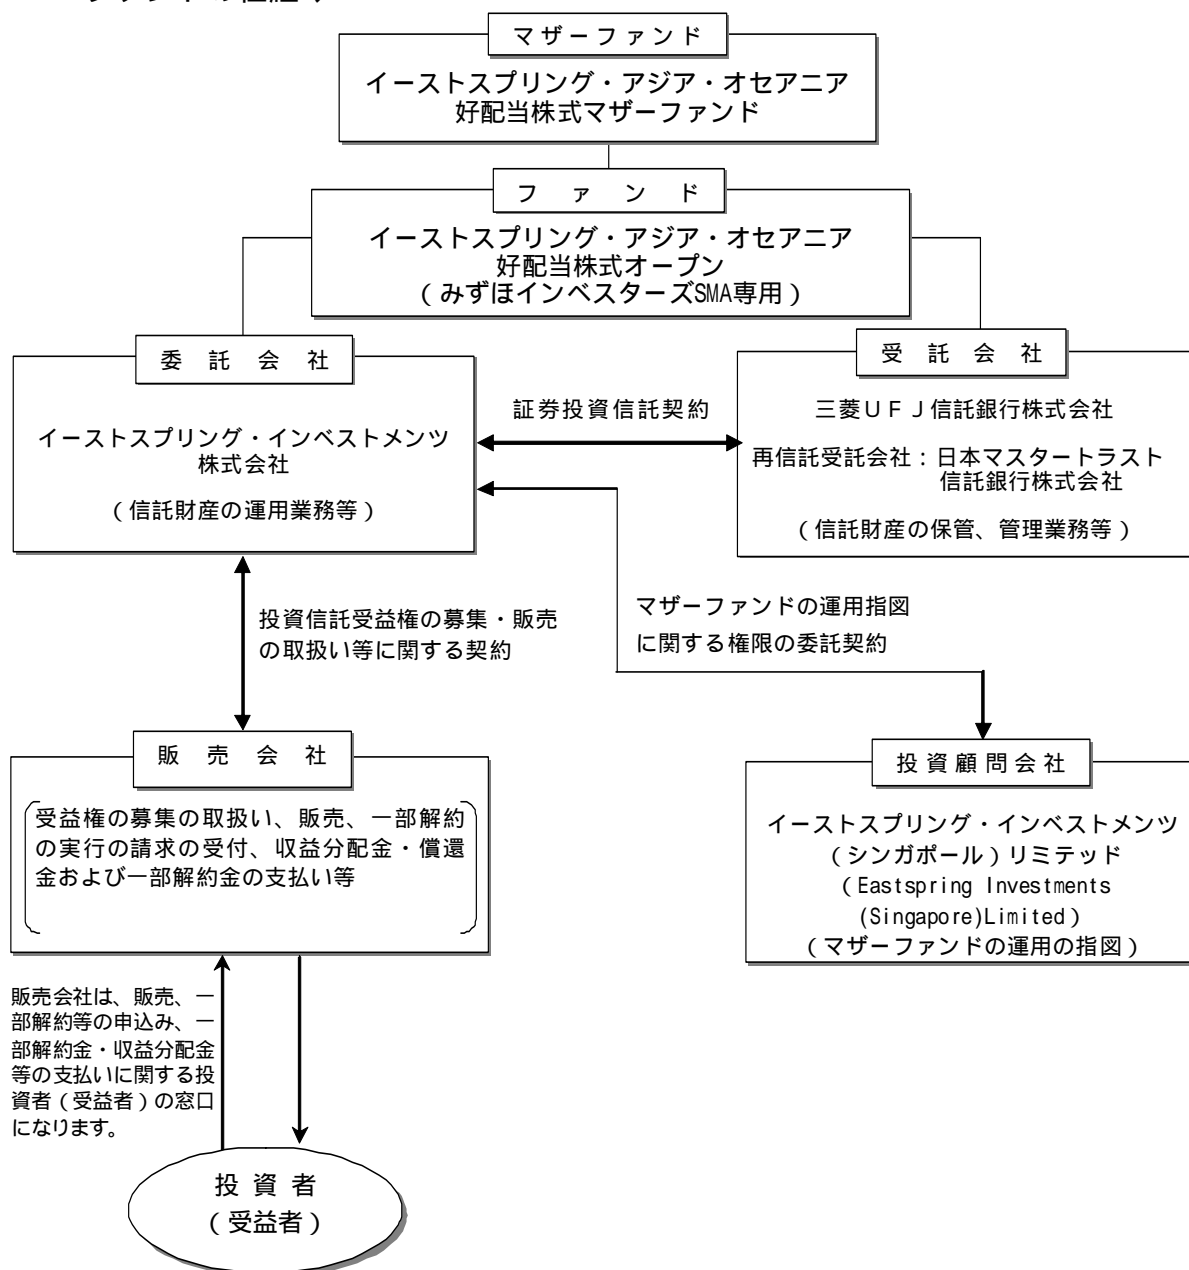 マザーファンド
イーストスプリング・アジア・オセアニア
好配当株式マザーファンド
ファンド
イーストスプリング・アジア・オセアニア
好配当株式オープン
(みずほインベスターズSMA専用)
委託会社
イーストスプリング・インベストメンツ
株式会社
(信託財産の運用業務等)
証券投資信託契約
受託会社
三菱UFJ信託銀行株式会社
再信託受託会社:日本マスタートラスト
信託銀行株式会社
(信託財産の保管、管理業務等)
投資信託受益権の募集・販売
の取扱い等に関する契約
マザーファンドの運用指図
に関する権限の委託契約
販売会社
受益権の募集の取扱い、販売、一部解約
の実行の請求の受付、収益分配金・償還
金および一部解約金の支払い等
投資顧問会社
イーストスプリング・インベストメンツ
(シンガポール)リミテッド
(Eastspring Investments
(Singapore)Limited)
(マザーファンドの運用の指図)
販売会社は、販売、一
部解約等の申込み、一
部解約金・収益分配金
等の支払いに関する投
資者(受益者)の窓口
になります。
投資者
(受益者)